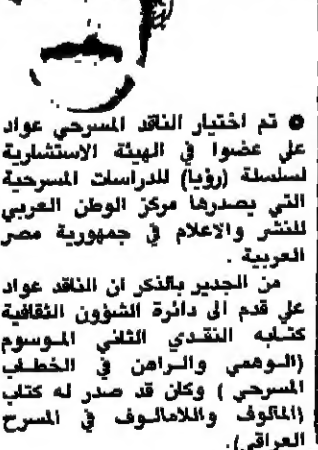 ● تم اختيار الناقد المسرحي عواد
علي عضوا في الهيئة الاستشارية
لسلسلة (رؤيا) للدراسات المسرحية
التي يصدرها مركز الوطن العربي
للنشر والاعلام في جمهورية مصر
العربية .
من الجدير بالذكر ان الناقد عواد
علي قدم الى دائرة الشؤون الثقافية
كتابه النقدي الثاني الموسوم
(الوهمي والراهن في الخطاب
المسرحي ) وكان قد صدر له كتاب
(المالوف واللامالوف في المسرح
العراقي).